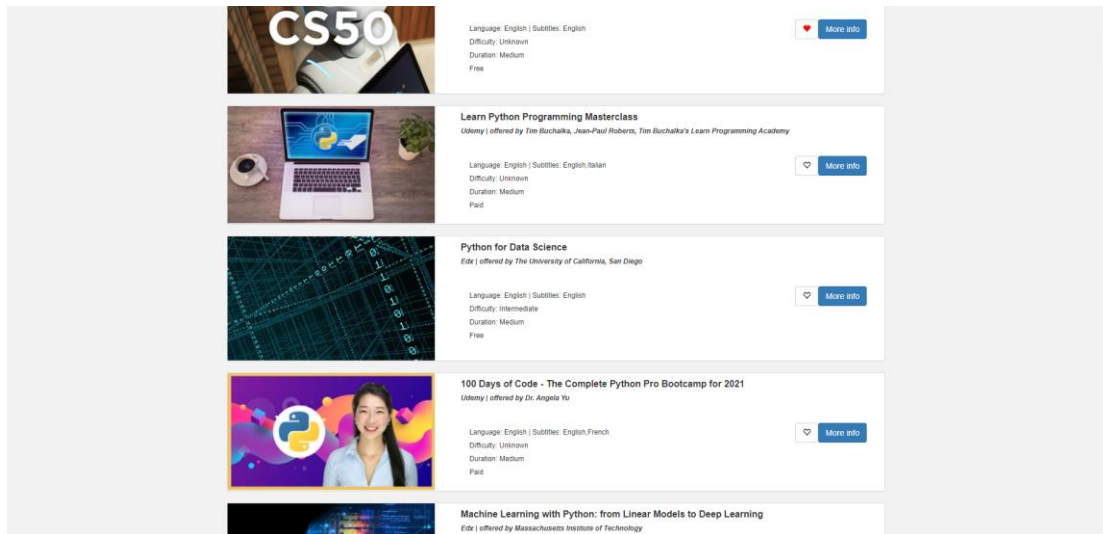 CS50
Language: English | Subtitles: English
Difficulty: Unknown
Duration: Medium
Free
More info
Learn Python Programming Masterclass
Udemy | offered by Tim Buchalka, Jean-Paul Roberts, Tim Buchalka's Learn Programming Academy
Language: English | Subtitles: English,Italian
Difficulty: Unknown
Duration: Medium
Paid
More info
Python for Data Science
Edx | offered by The University of California, San Diego
Language: English | Subtitles: English
Difficulty: Intermediate
Duration: Medium
Free
More info
100 Days of Code - The Complete Python Pro Bootcamp for 2021
Udemy | offered by Dr. Angela Yu
Language: English | Subtitles: English,French
Difficulty: Unknown
Duration: Medium
Paid
More info
Machine Learning with Python: from Linear Models to Deep Learning
Edx | offered by Massachusetts Institute of Technology